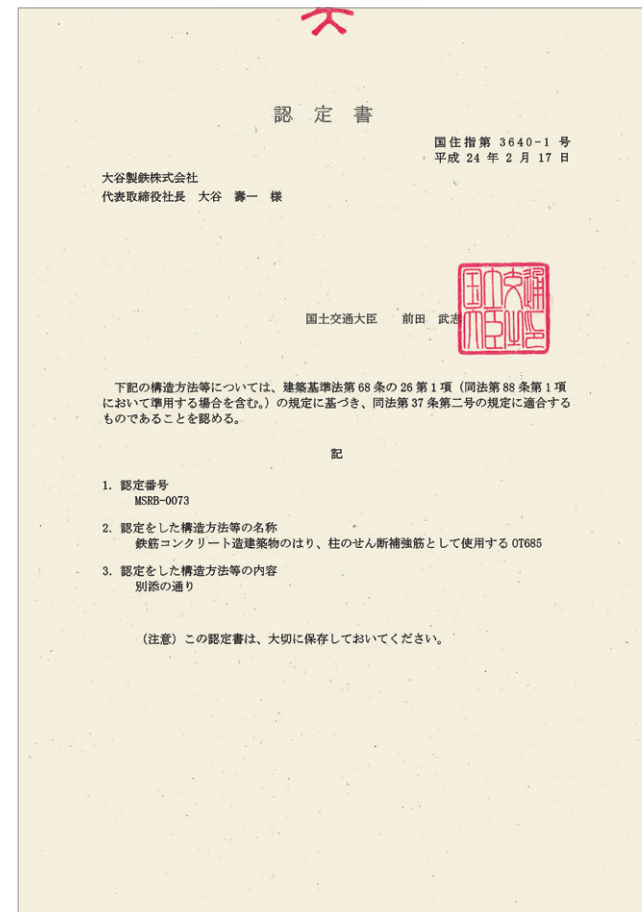 認定書
国住指第 3640-1 号
平成 24 年 2 月 17 日
大谷製鉄株式会社
代表取締役社長 大谷 壽一 様
国土交通大臣 前田 武志
国土交通大臣之印
下記の構造方法等については、建築基準法第 68 条の 26 第 1 項（同法第 88 条第 1 項
において準用する場合を含む。）の規定に基づき、同法第 37 条第二号の規定に適合する
ものであることを認める。
記
1. 認定番号
MSRB-0073
2. 認定をした構造方法等の名称
鉄筋コンクリート造建築物のはり、柱のせん断補強筋として使用する OT685
3. 認定をした構造方法等の内容
別添の通り
（注意）この認定書は、大切に保存しておいてください。